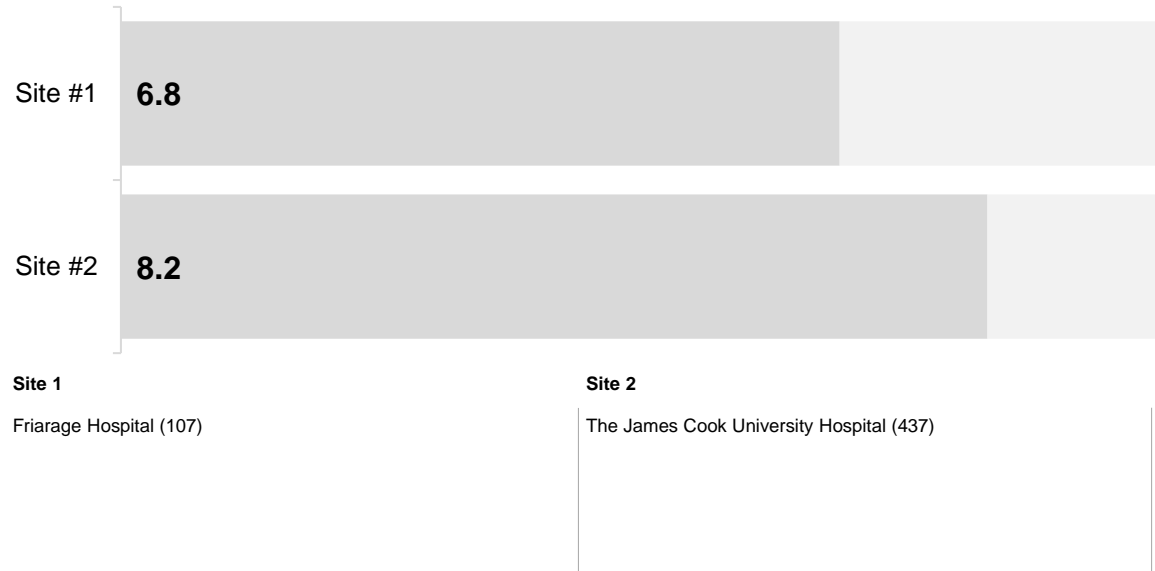 Site #1
6.8
Site #2
8.2
Site 1
Site 2
Friarage Hospital (107)
The James Cook University Hospital (437)